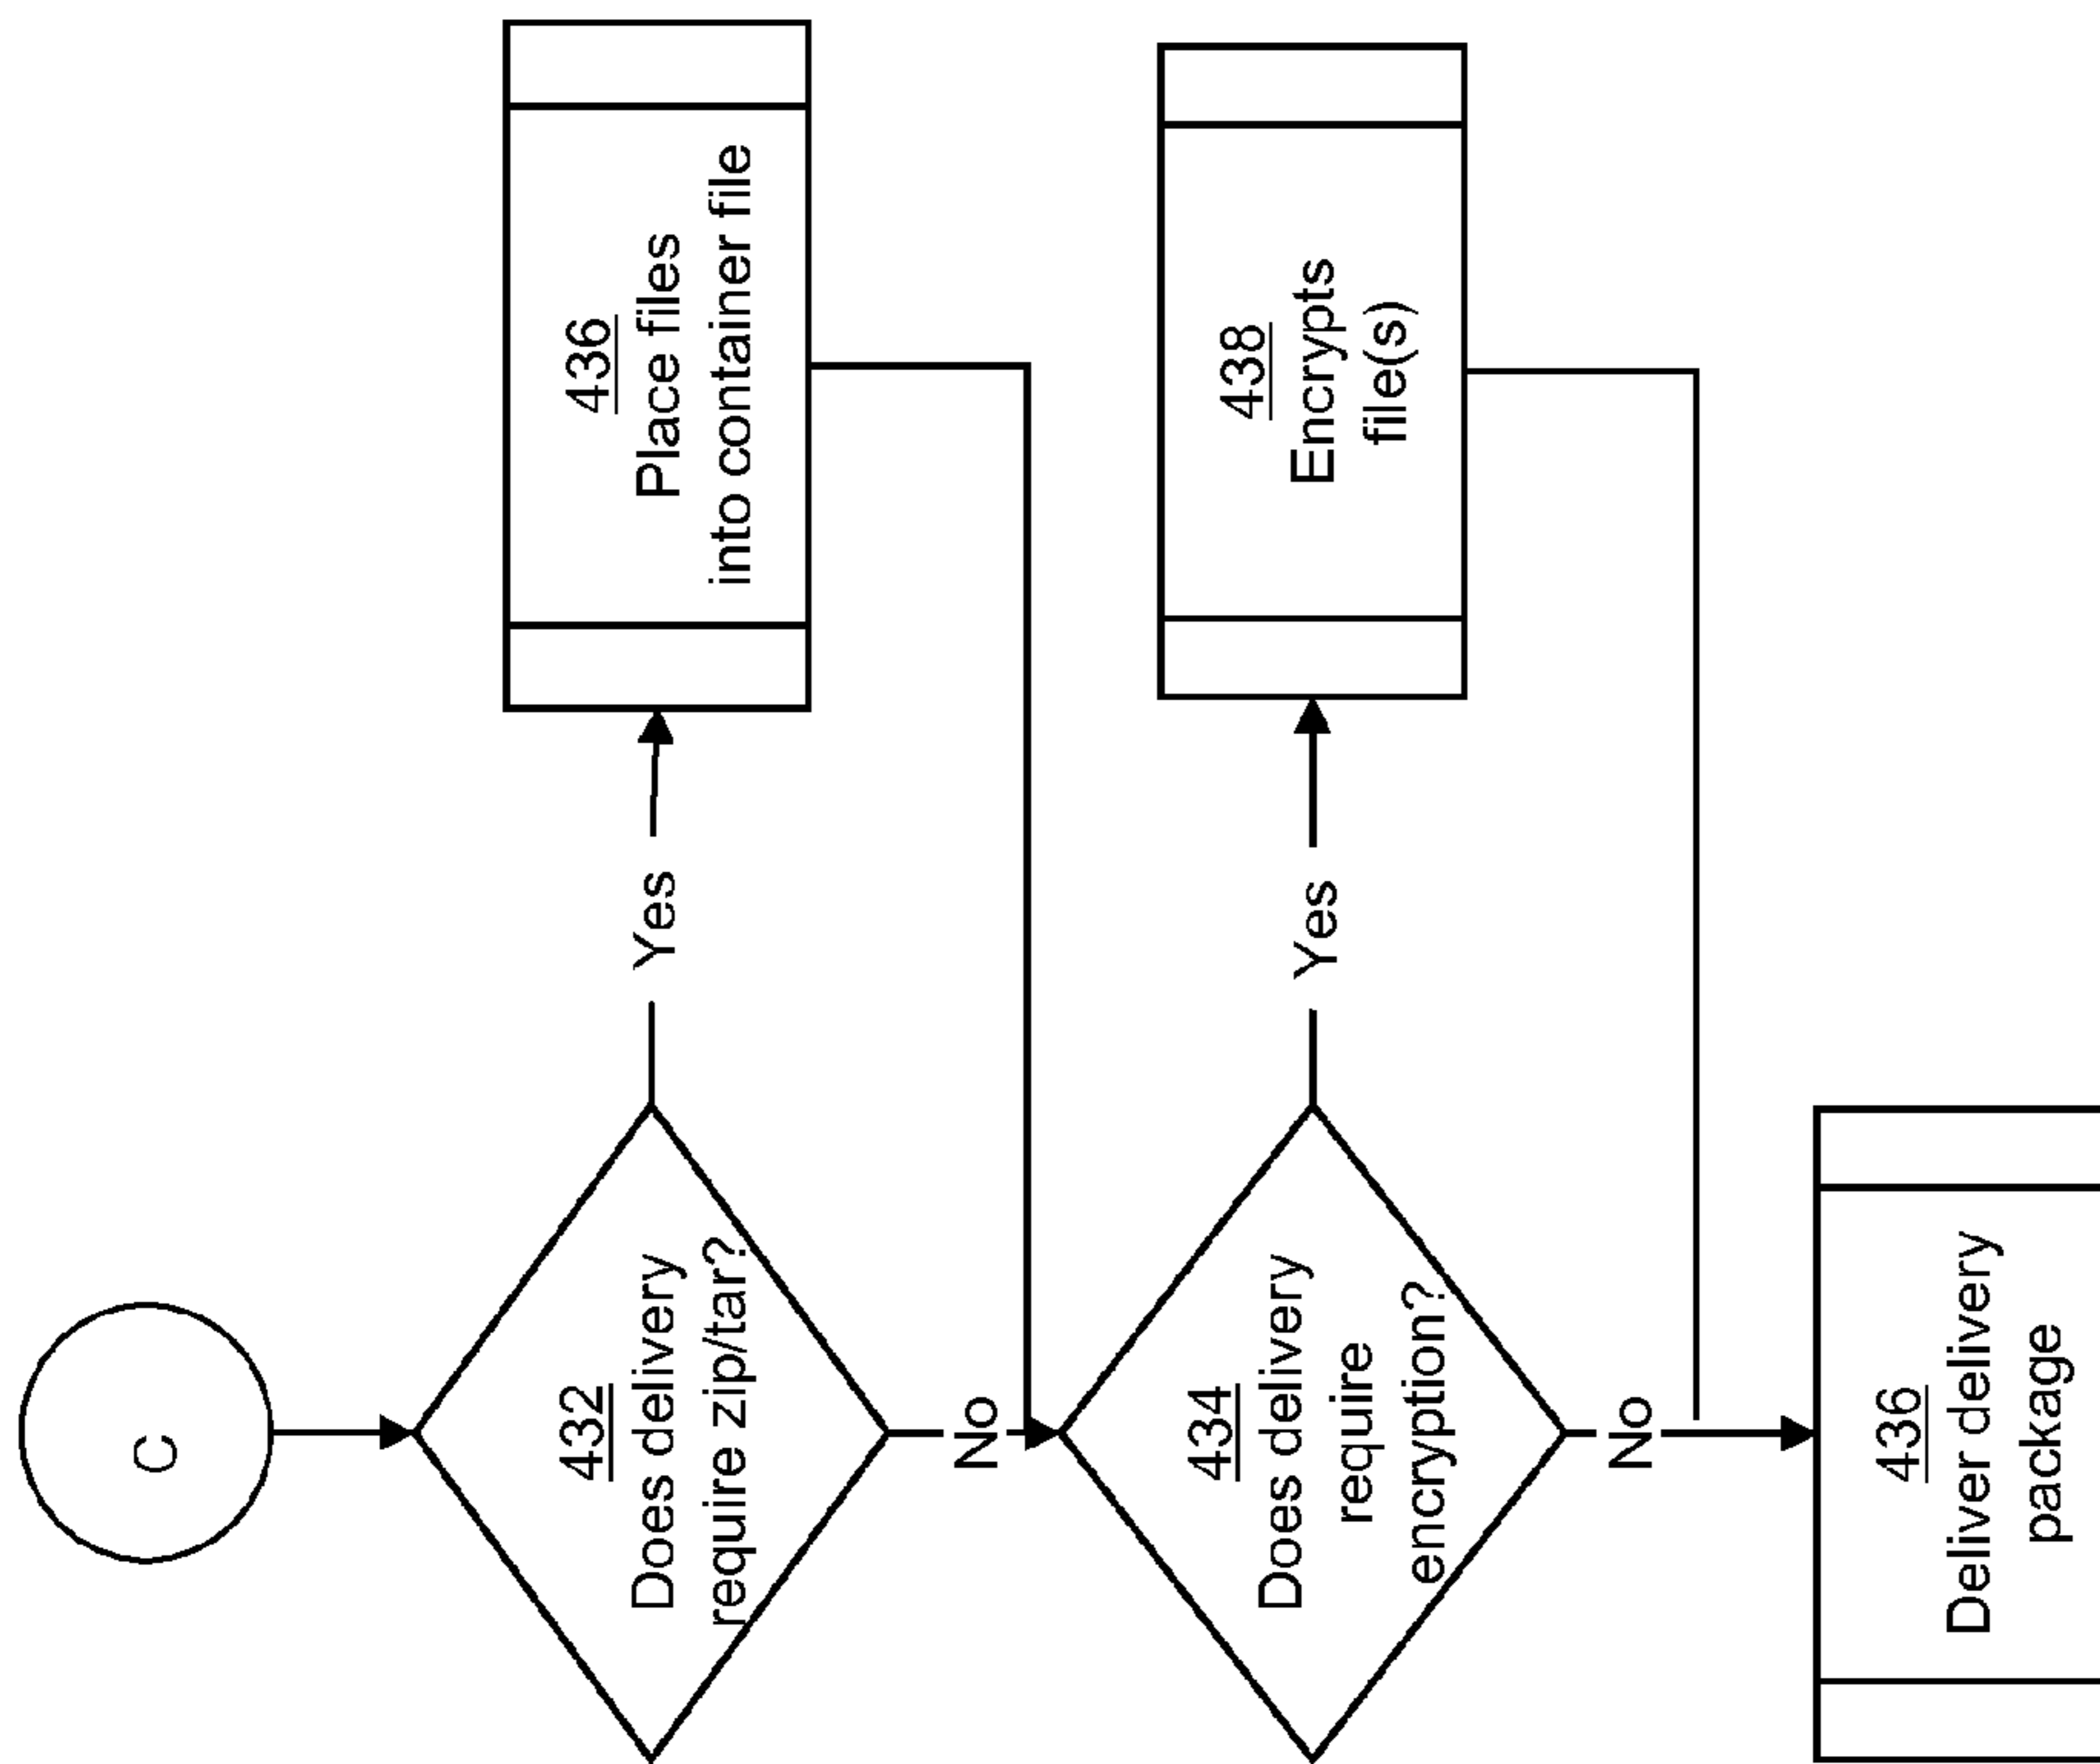 C
432
Does delivery
require zip/tar?
Yes
436
Place files
into container file
No
434
Does delivery
require
encryption?
Yes
438
Encrypts
file(s)
No
436
Deliver delivery
package